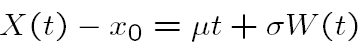 X(t) − x₀ = μt + σW(t)